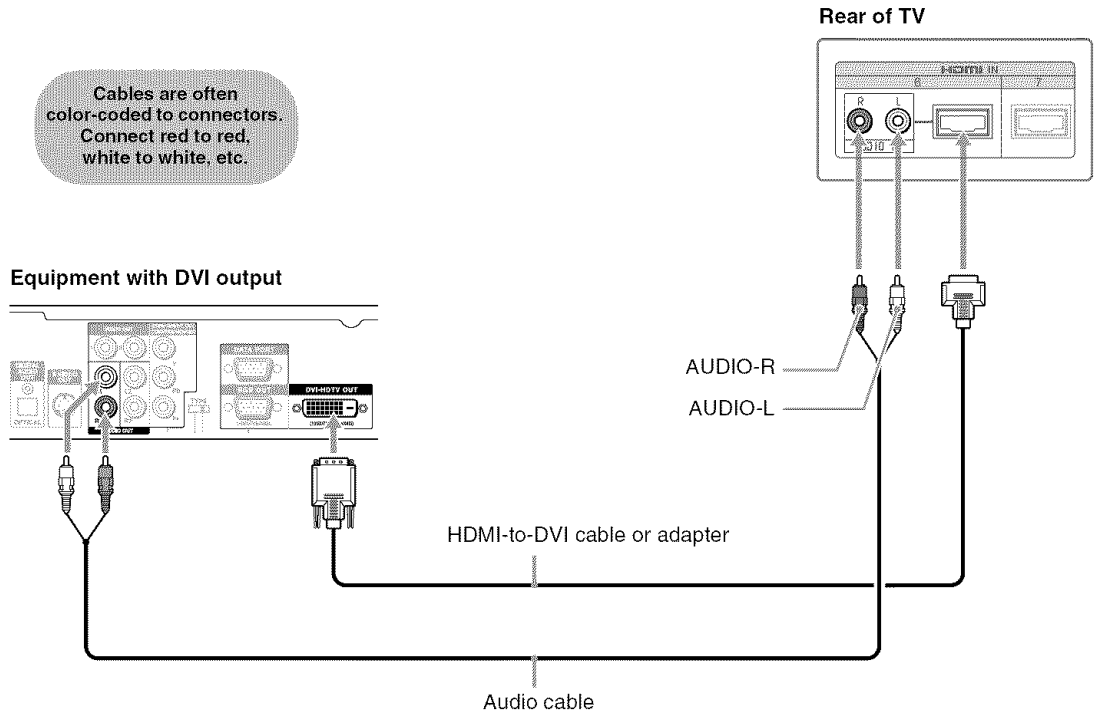 Rear of TV
HDMI IN
6
7
R
L
Cables are often
color-coded to connectors.
Connect red to red,
white to white, etc.
Equipment with DVI output
DVI-HDTV OUT
OPTICAL
OUT
AUDIO-R
AUDIO-L
HDMI-to-DVI cable or adapter
Audio cable